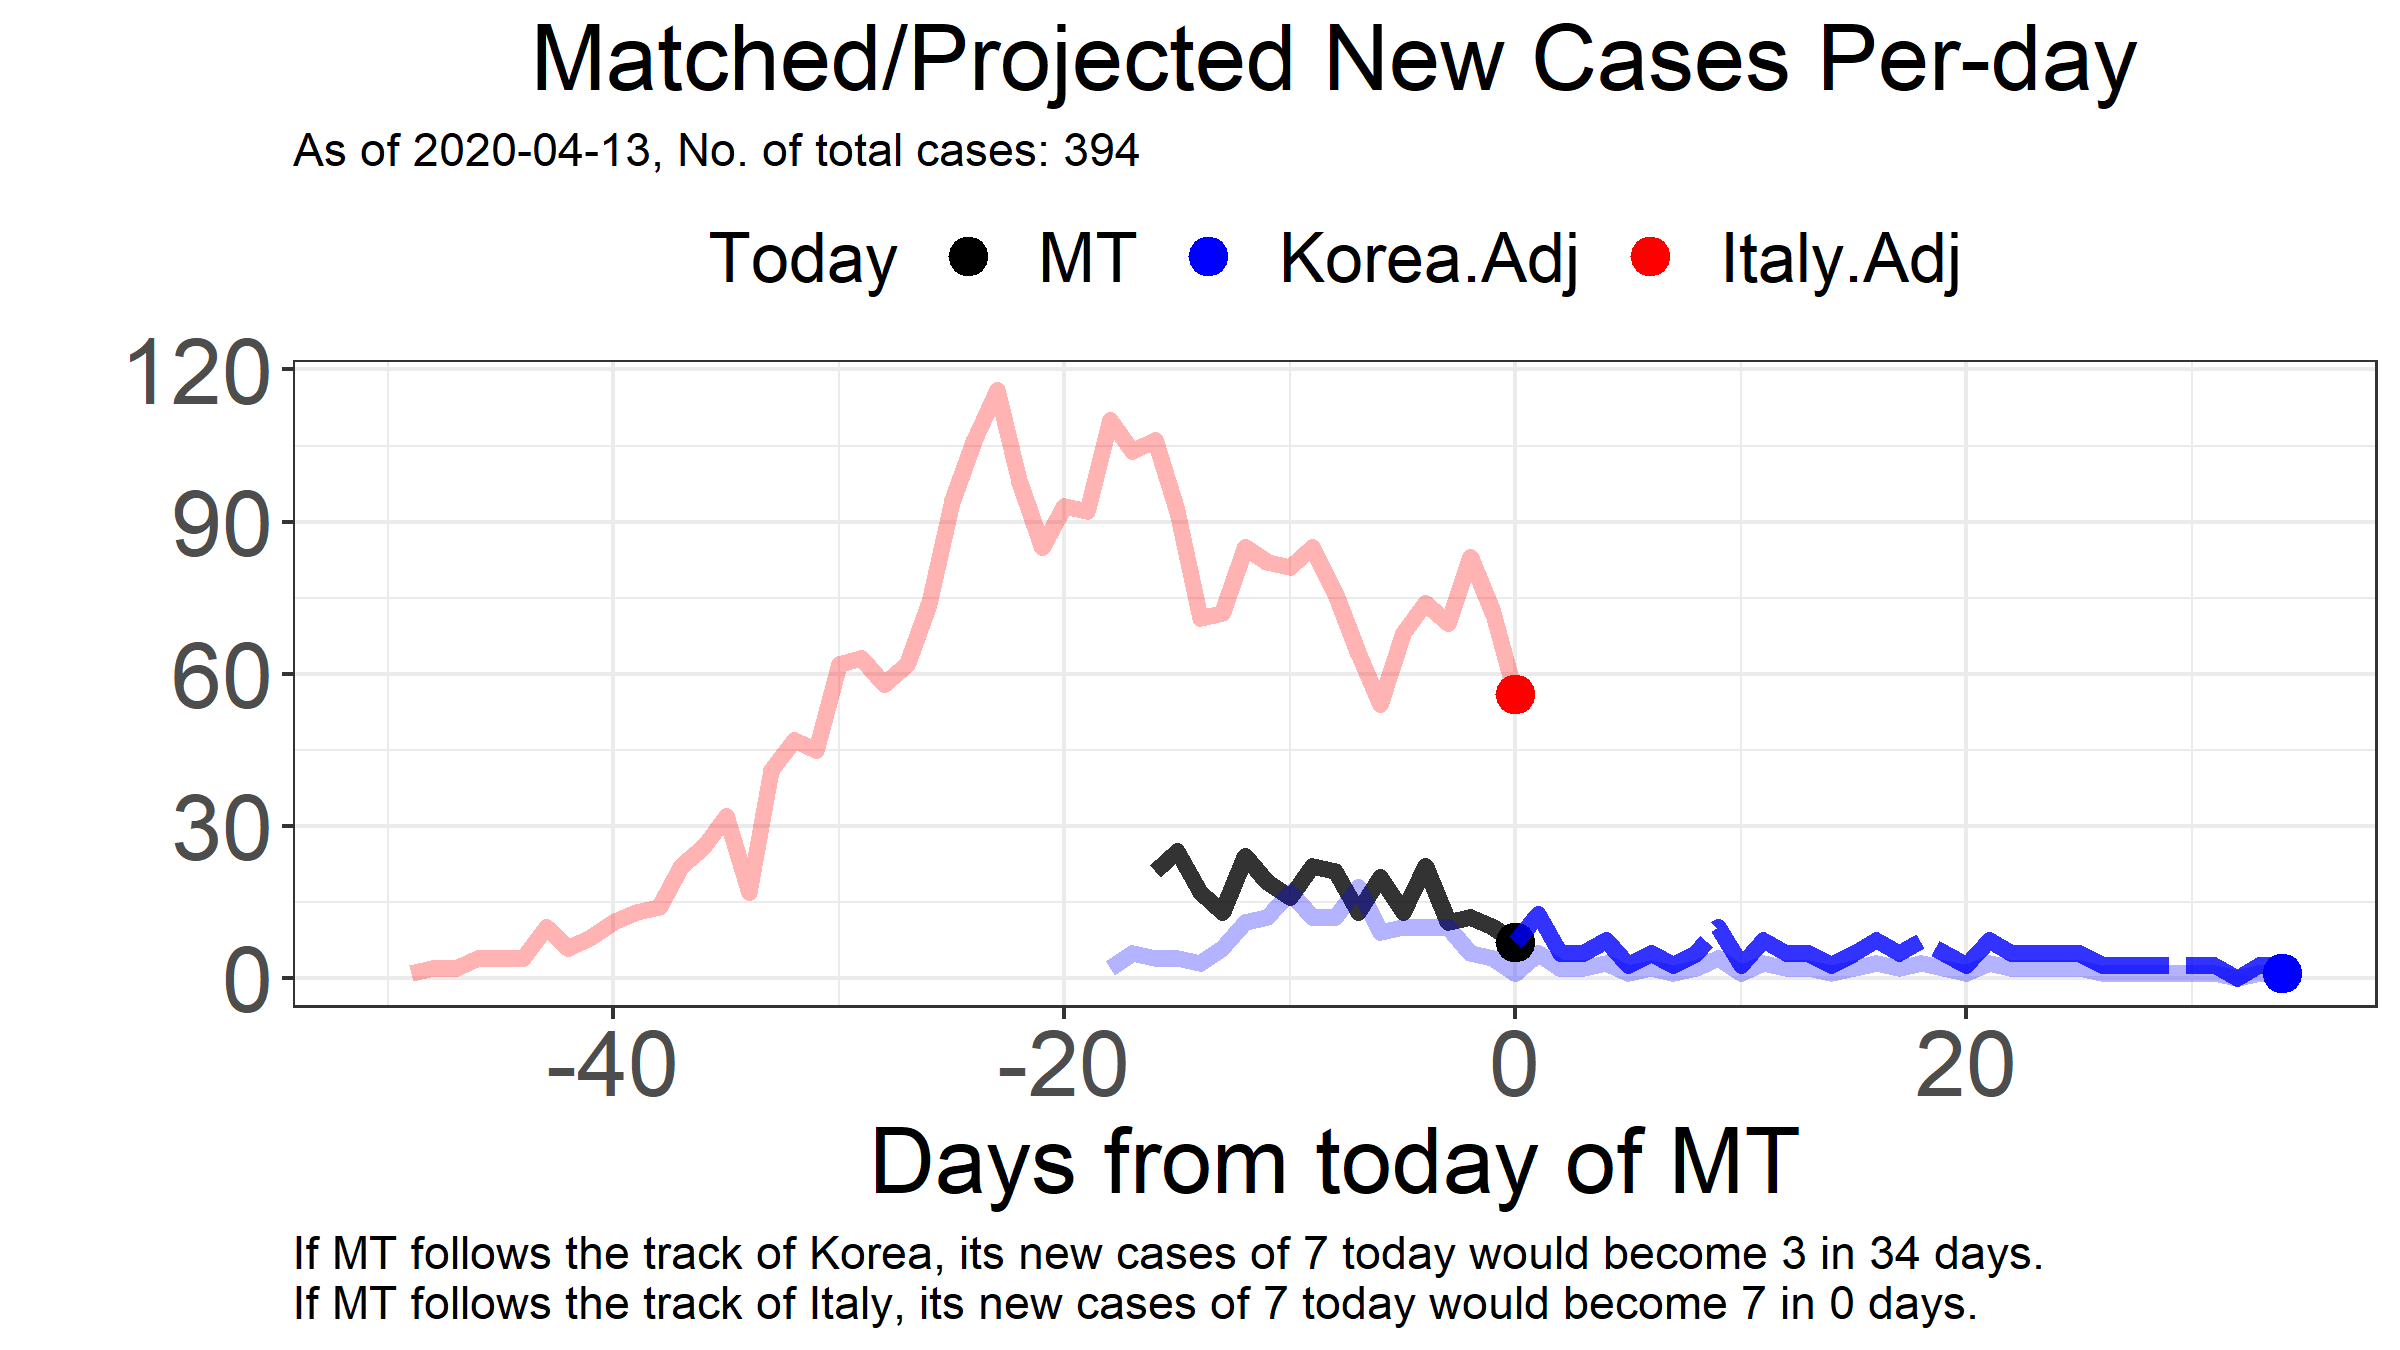 Matched/Projected New Cases Per-day
As of 2020-04-13, No. of total cases: 394
Today MT Korea.Adj Italy.Adj
120
90
60
30
0
-40 -20 0 20
Days from today of MT
If MT follows the track of Korea, its new cases of 7 today would become 3 in 34 days.
If MT follows the track of Italy, its new cases of 7 today would become 7 in 0 days.